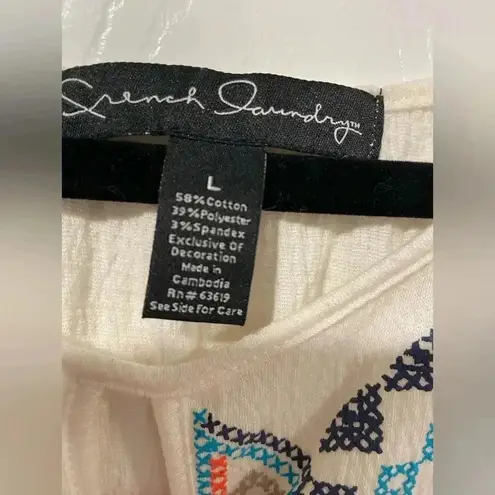 French Laundry™
L
58%Cotton
39%Polyester
3%Spandex
Exclusive Of
Decoration
Made in
Cambodia
Rn# 63619
See Side For Care